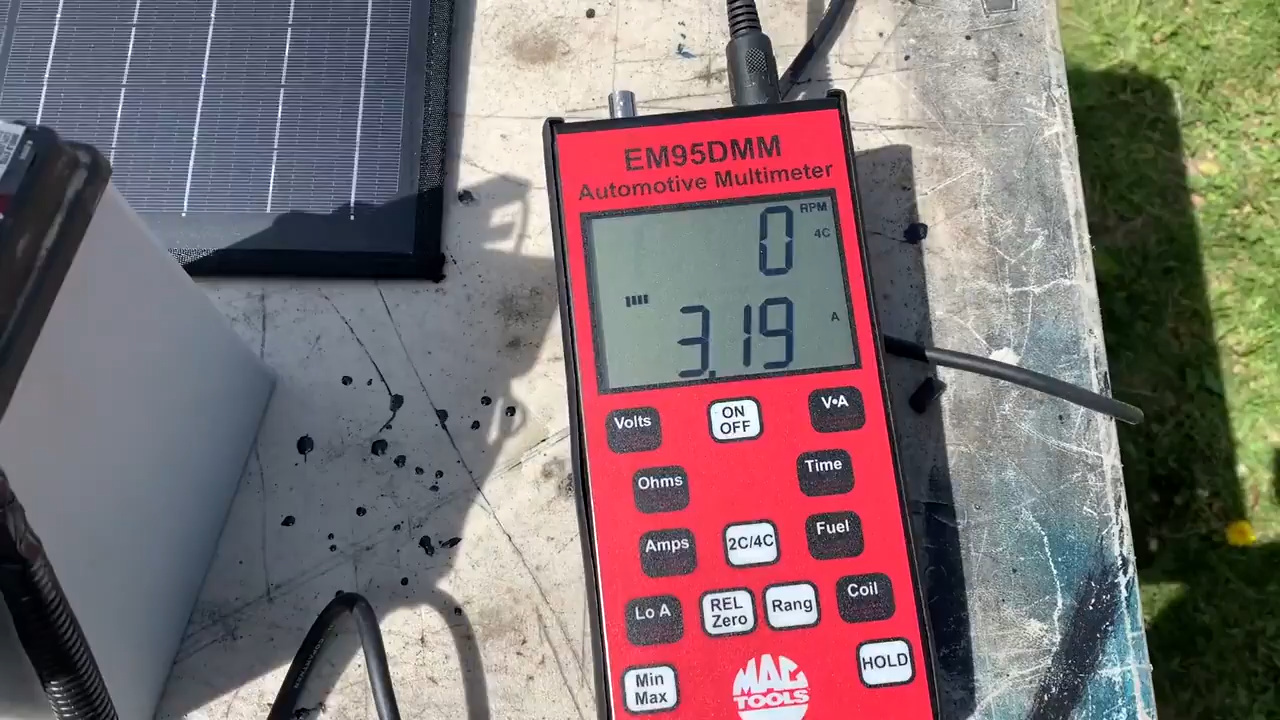 EM95DMM
Automotive Multimeter
0 RPM
4C
3.19 A
Volts
ON
OFF
V•A
Ohms
Time
Amps
2C/4C
Fuel
Lo A
REL
Zero
Rang
Coil
Min
Max
HOLD
MAC
TOOLS